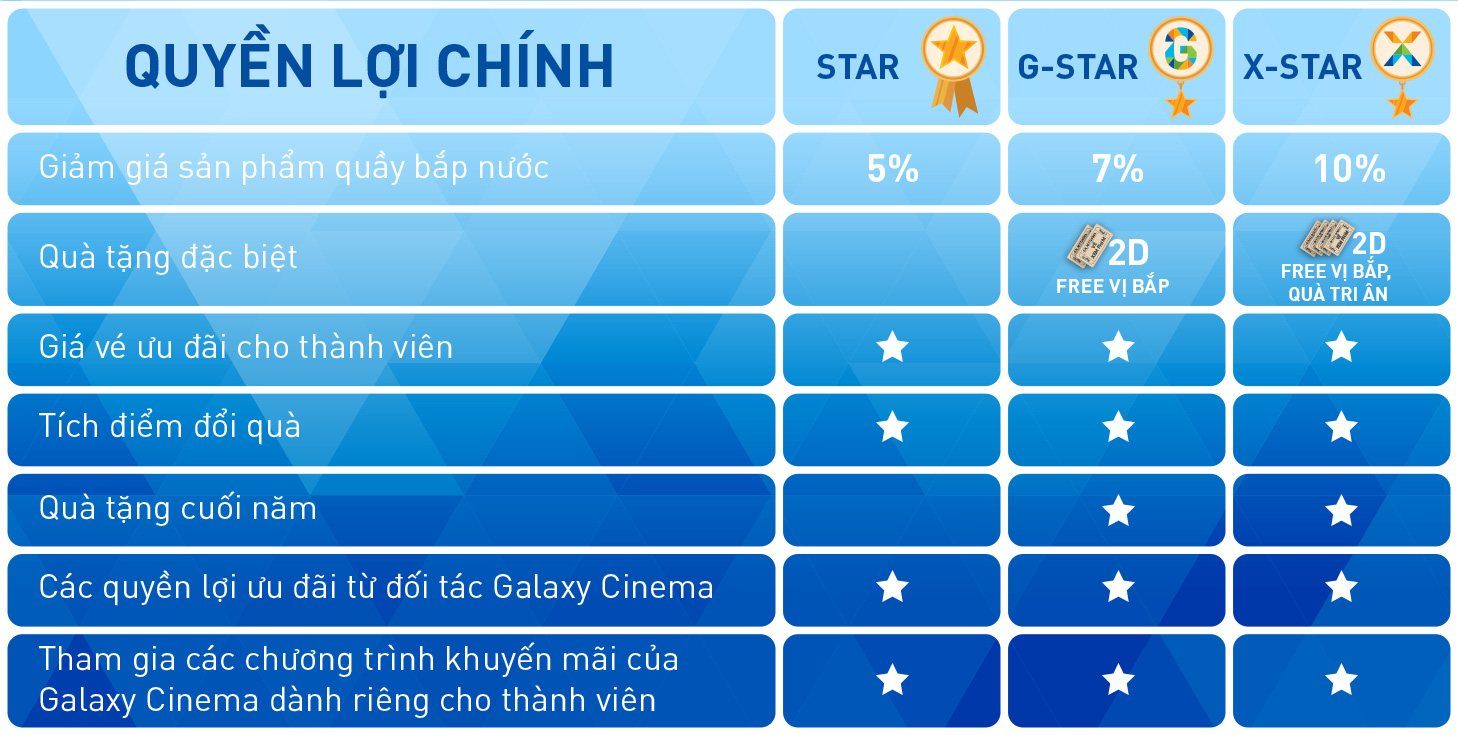 QUYỀN LỢI CHÍNH
STAR
G-STAR
G
X-STAR
X
Giảm giá sản phẩm quầy bắp nước
5%
7%
10%
Quà tặng đặc biệt
2D
FREE VỊ BẮP
2D
FREE VỊ BẮP,
QUÀ TRI ÂN
Giá vé ưu đãi cho thành viên
Tích điểm đổi quà
Quà tặng cuối năm
Các quyền lợi ưu đãi từ đối tác Galaxy Cinema
Tham gia các chương trình khuyến mãi của
Galaxy Cinema dành riêng cho thành viên